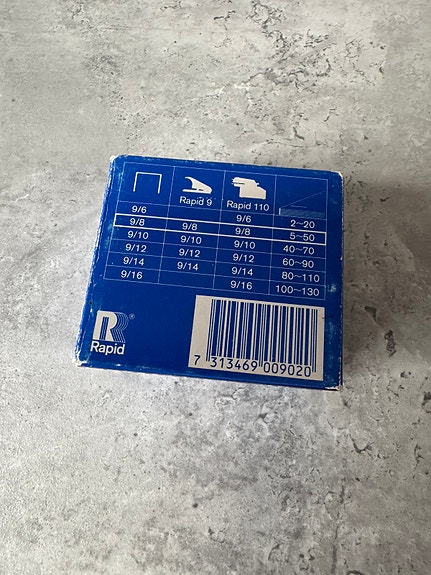 Rapid 9 Rapid 110
9/6 9/6 2~20
9/8 9/8 9/8 5~50
9/10 9/10 9/10 40~70
9/12 9/12 9/12 60~90
9/14 9/14 9/14 80~110
9/16 9/16 100~130
R®
Rapid
7 313469 009020